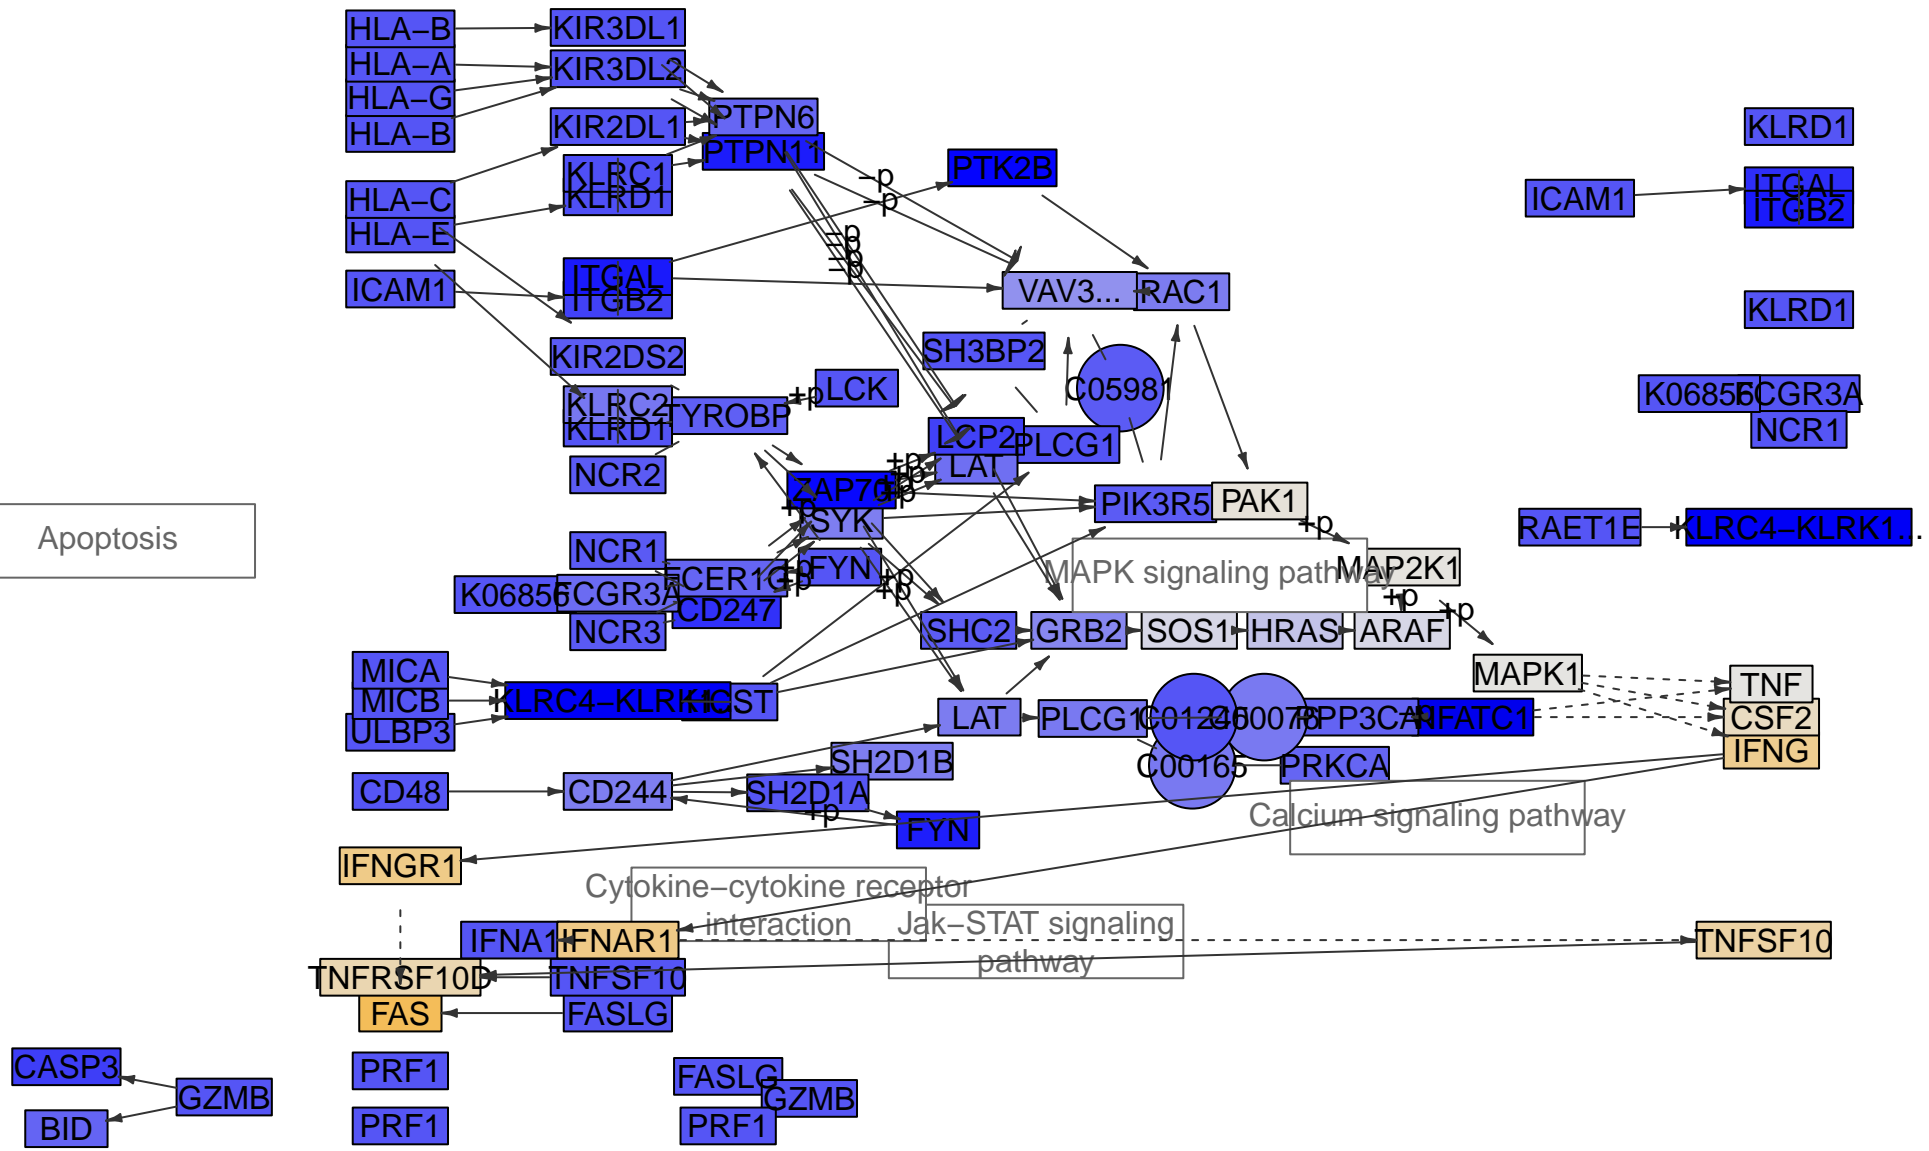 HLA−B
KIR3DL1
HLA−A
KIR3DL2
HLA−G
HLA−B
KIR2DL1
PTPN6
PTPN11
KLRC1
KLRD1
HLA−C
HLA−E
ICAM1
ITGAL
ITGB2
PTK2B
−p
−p
−p
−p
−p
−p
VAV3...
RAC1
KLRD1
ICAM1
ITGAL
ITGB2
KLRD1
KIR2DS2
SH3BP2
C05981
LCK
+p
KLRC2
KLRD1
TYROBP
K06856
FCGR3A
NCR1
LCP2
PLCG1
LAT
NCR2
+p
+p
+p
ZAP70
+p
SYK
PIK3R5
PAK1
+p
RAET1E
KLRC4−KLRK1...
Apoptosis
NCR1
FCER1G
+p
+p
FYN
+p
+p
MAPK signaling pathway
MAP2K1
+p
+p
K06856
FCGR3A
CD247
NCR3
SHC2
GRB2
SOS1
HRAS
ARAF
MICA
MICB
ULBP3
HCST
MAPK1
TNF
CSF2
IFNG
LAT
PLCG1
C01245
C00076
PPP3CA
NFATC1
C00165
PRKCA
SH2D1B
CD48
CD244
SH2D1A
+p
FYN
Calcium signaling pathway
IFNGR1
Cytokine−cytokine receptor
interaction
Jak−STAT signaling
pathway
IFNA1
IFNAR1
TNFSF10
TNFRSF10D
TNFSF10
FAS
FASLG
CASP3
GZMB
BID
PRF1
PRF1
FASLG
GZMB
PRF1